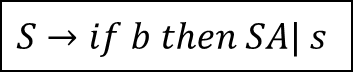 S → if b then SA| s